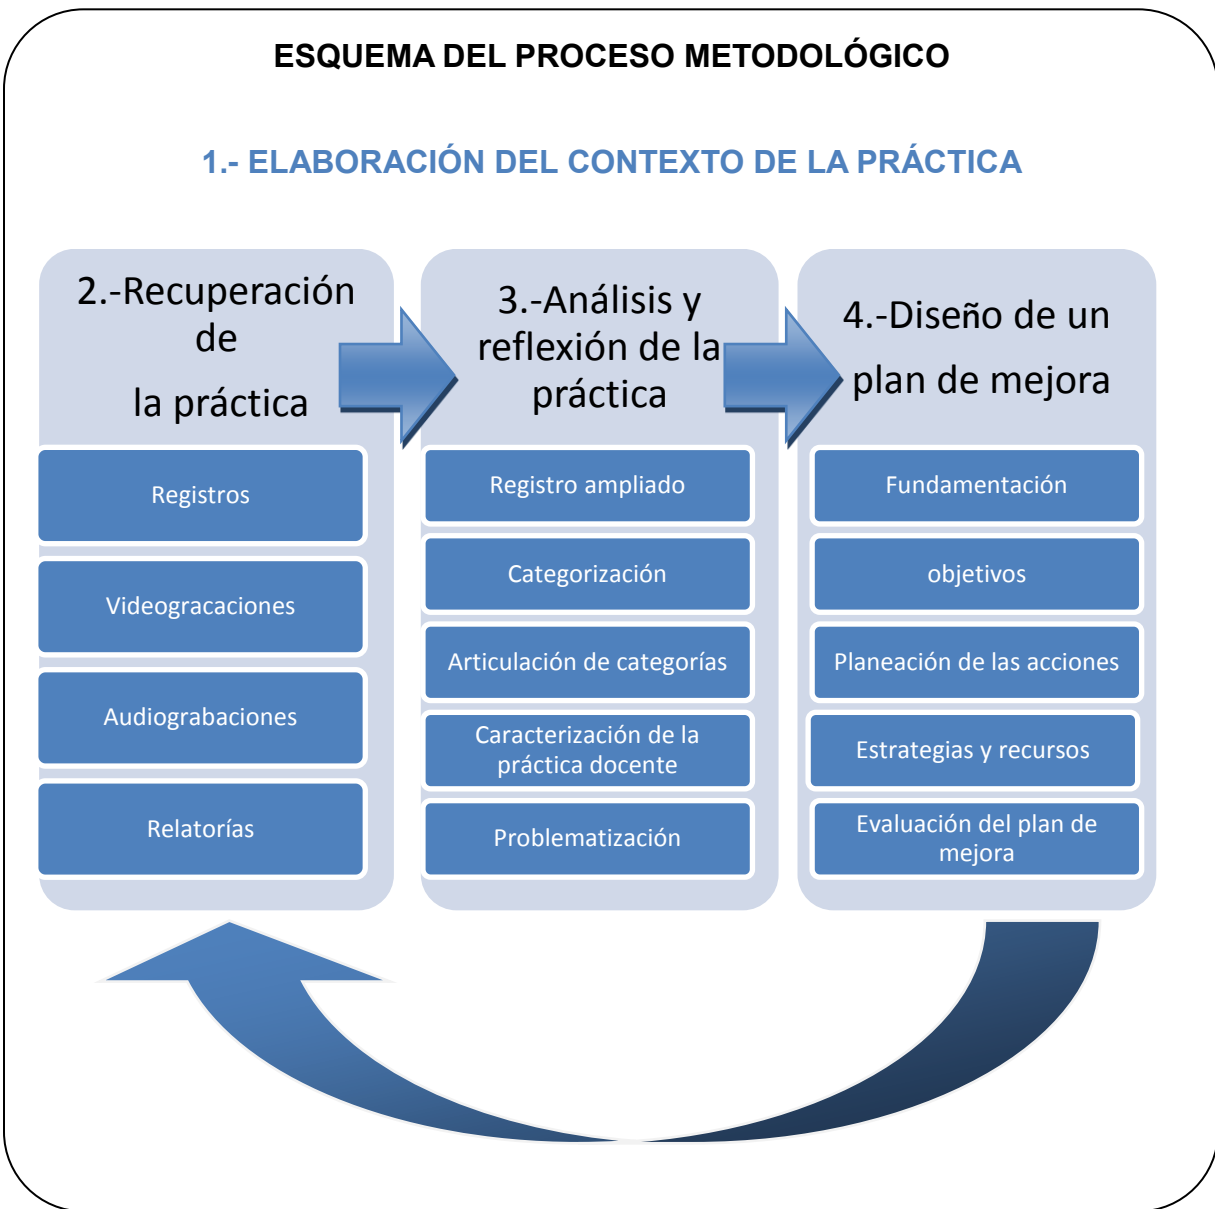 ESQUEMA DEL PROCESO METODOLÓGICO
1.- ELABORACIÓN DEL CONTEXTO DE LA PRÁCTICA
2.-Recuperación
de
la práctica
Registros
Videogracaciones
Audiograbaciones
Relatorías
3.-Análisis y
reflexión de la
práctica
Registro ampliado
Categorización
Articulación de categorías
Caracterización de la
práctica docente
Problematización
4.-Diseño de un
plan de mejora
Fundamentación
objetivos
Planeación de las acciones
Estrategias y recursos
Evaluación del plan de
mejora